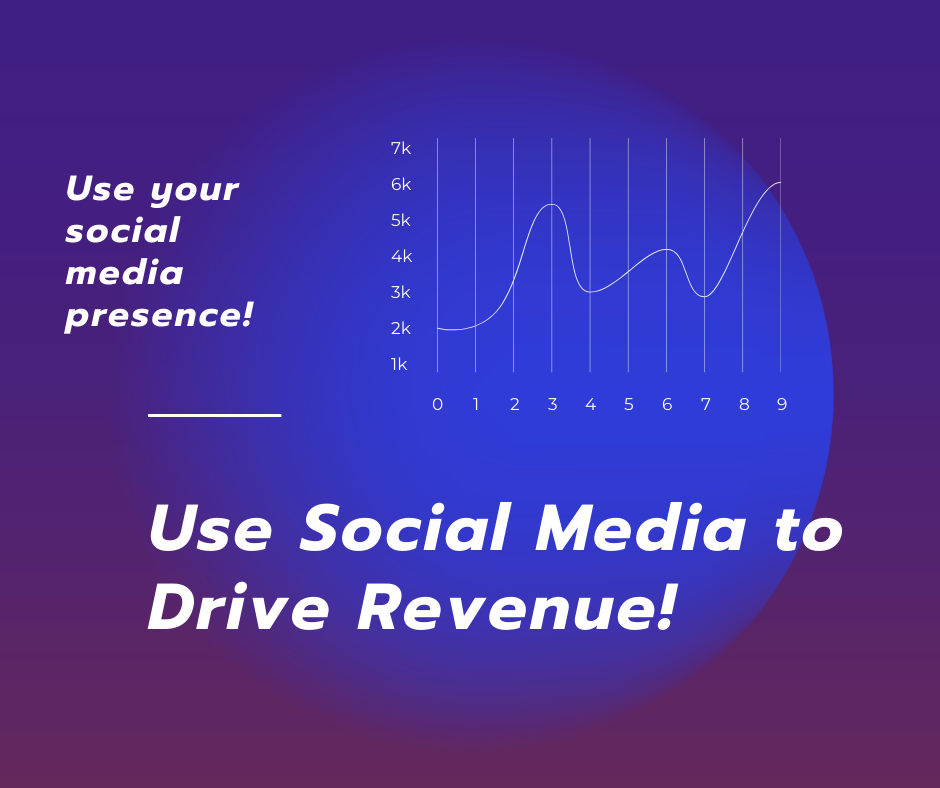 Use your
social
media
presence!
7k
6k
5k
4k
3k
2k
1k
0 1 2 3 4 5 6 7 8 9
Use Social Media to
Drive Revenue!